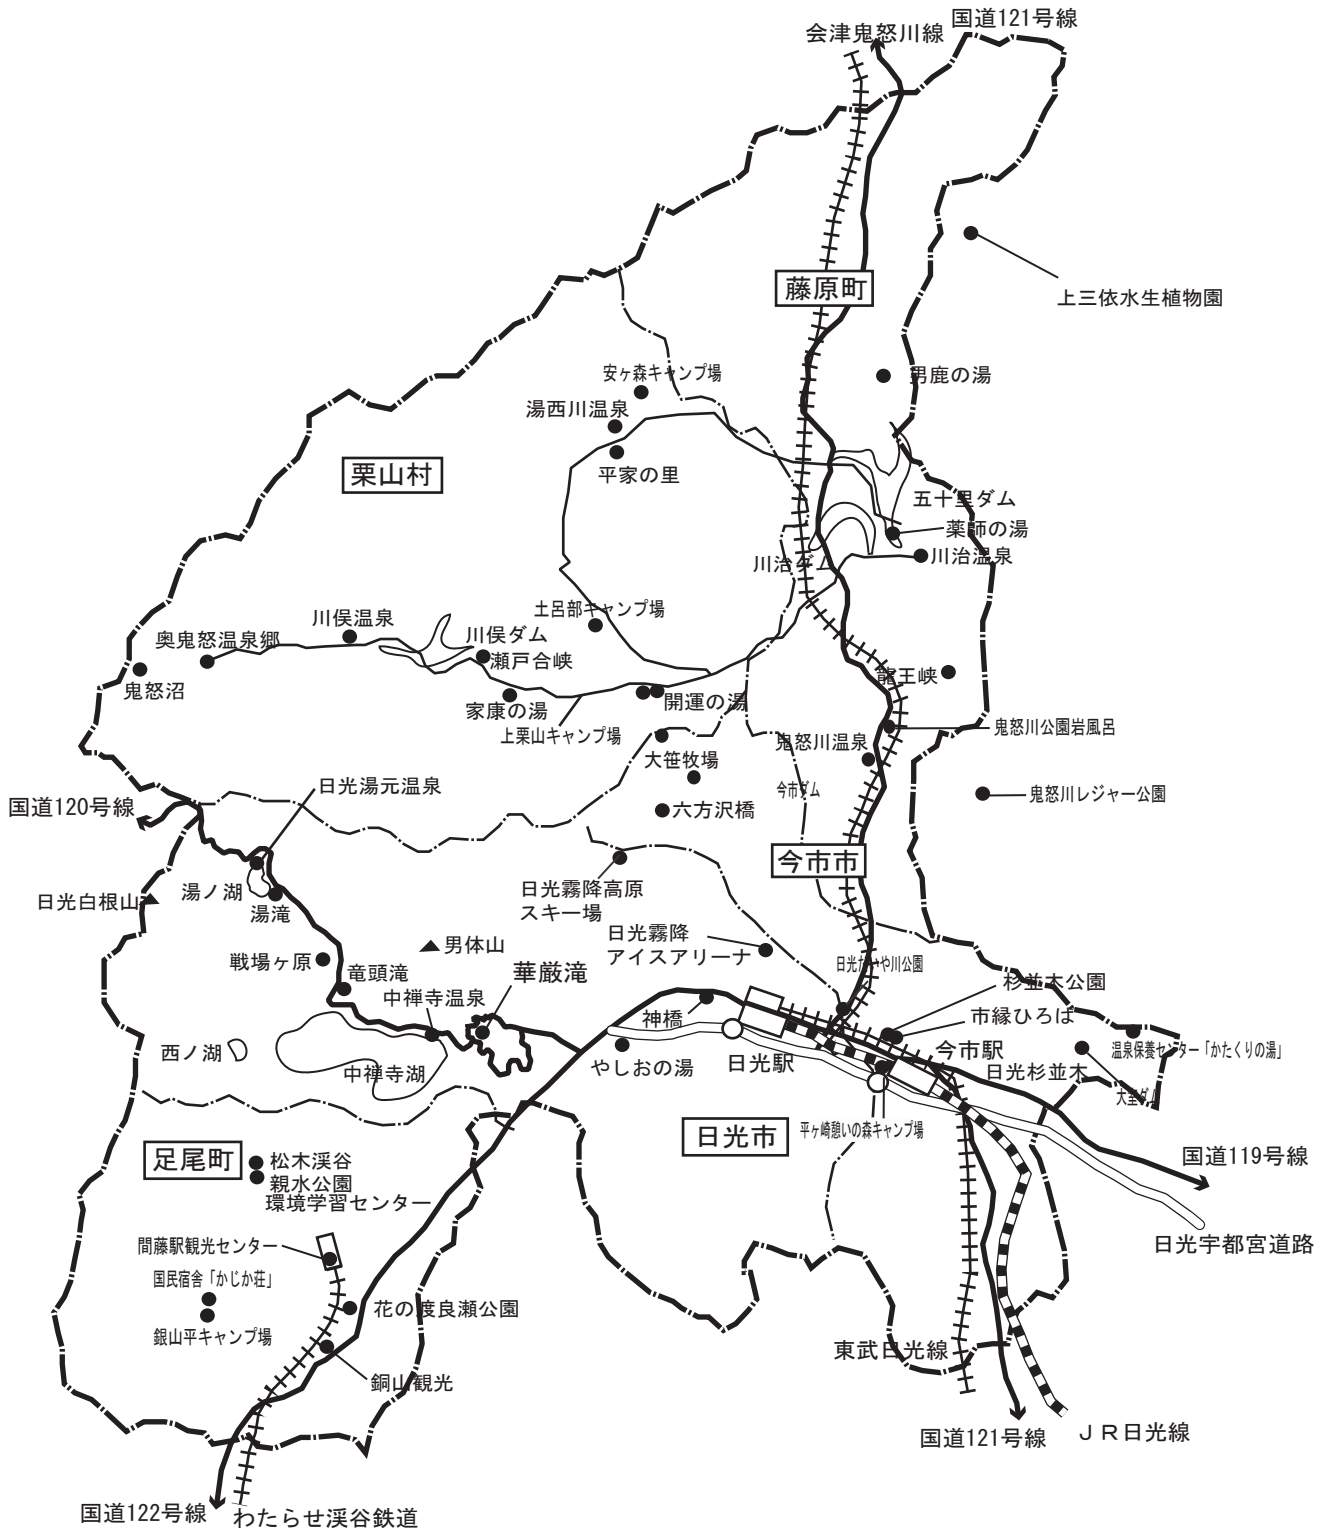 国道121号線
会津鬼怒川線
藤原町
上三依水生植物園
安ヶ森キャンプ場
男鹿の湯
湯西川温泉
栗山村
平家の里
五十里ダム
薬師の湯
川治ダム
川治温泉
土呂部キャンプ場
川俣温泉
川俣ダム
奥鬼怒温泉郷
瀬戸合峡
鬼怒沼
龍王峡
家康の湯
開運の湯
上栗山キャンプ場
鬼怒川公園岩風呂
鬼怒川温泉
大笹牧場
日光湯元温泉
今市ダム
鬼怒川レジャー公園
国道120号線
六方沢橋
今市市
湯ノ湖
日光霧降高原
スキー場
日光白根山
湯滝
日光霧降
アイスアリーナ
男体山
戦場ヶ原
華厳滝
日光だいや川公園
竜頭滝
杉並木公園
中禅寺温泉
神橋
市縁ひろば
西ノ湖
今市駅
温泉保養センター「かたくりの湯」
日光駅
やしおの湯
中禅寺湖
日光杉並木
大室ダム
日光市
平ヶ崎憩いの森キャンプ場
足尾町
松木渓谷
親水公園
環境学習センター
国道119号線
間藤駅観光センター
日光宇都宮道路
国民宿舎「かじか荘」
花の渡良瀬公園
銀山平キャンプ場
東武日光線
銅山観光
ＪＲ日光線
国道121号線
国道122号線
わたらせ渓谷鉄道